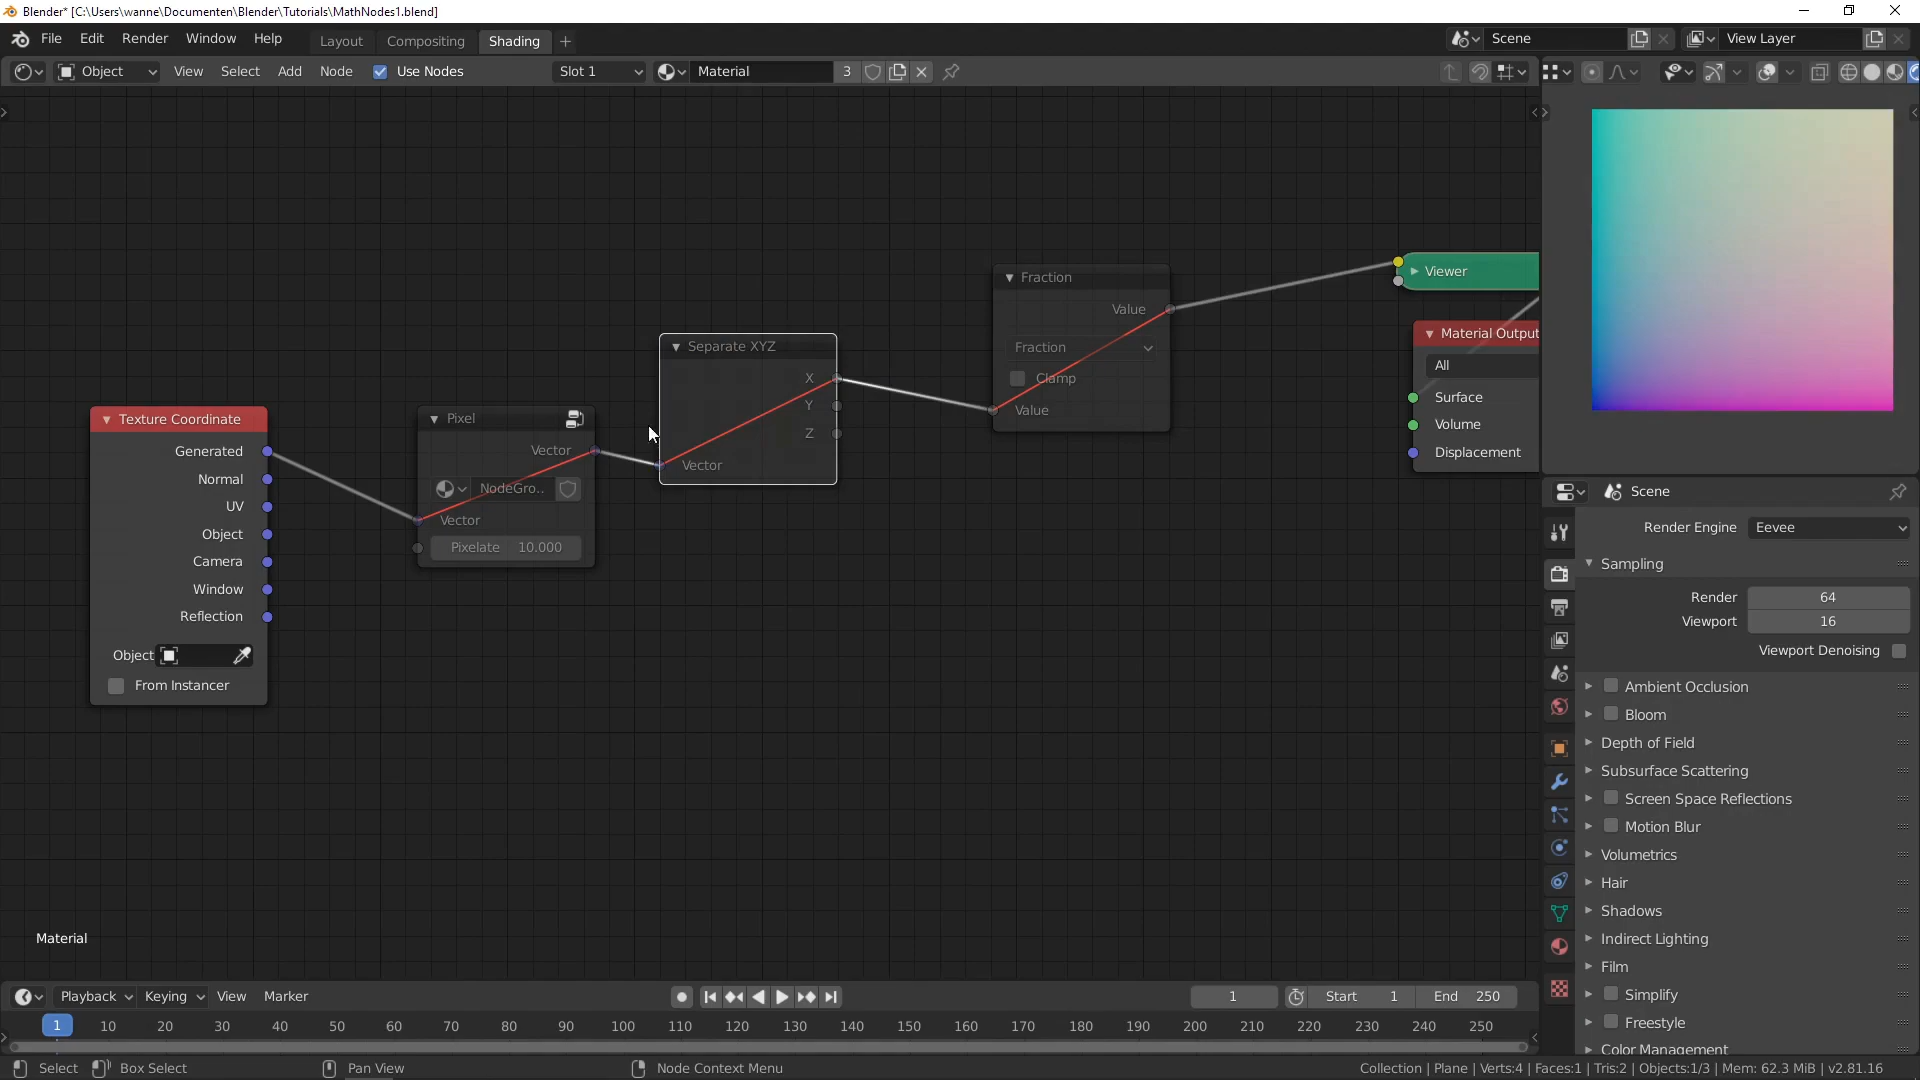 Blender* [C:\Users\wanne\Documenten\Blender\Tutorials\MathNodes1.blend]
File Edit Render Window Help Layout Compositing Shading + Scene View Layer
Object View Select Add Node Use Nodes Slot 1 Material 3
Fraction
Value
Fraction
Clamp
Value
Viewer
Material Output
All
Surface
Volume
Displacement
Separate XYZ
X
Y
Z
Vector
Texture Coordinate
Generated
Normal
UV
Object
Camera
Window
Reflection
Object
From Instancer
Pixel
Vector
NodeGro..
Vector
Pixelate 10.000
Material
Scene
Render Engine Eevee
Sampling
Render 64
Viewport 16
Viewport Denoising
Ambient Occlusion
Bloom
Depth of Field
Subsurface Scattering
Screen Space Reflections
Motion Blur
Volumetrics
Hair
Shadows
Indirect Lighting
Film
Simplify
Freestyle
Color Management
Playback Keying View Marker 1 Start 1 End 250
1 10 20 30 40 50 60 70 80 90 100 110 120 130 140 150 160 170 180 190 200 210 220 230 240 250
Select Box Select Pan View Node Context Menu Collection | Plane | Verts:4 | Faces:1 | Tris:2 | Objects:1/3 | Mem: 62.3 MiB | v2.81.16